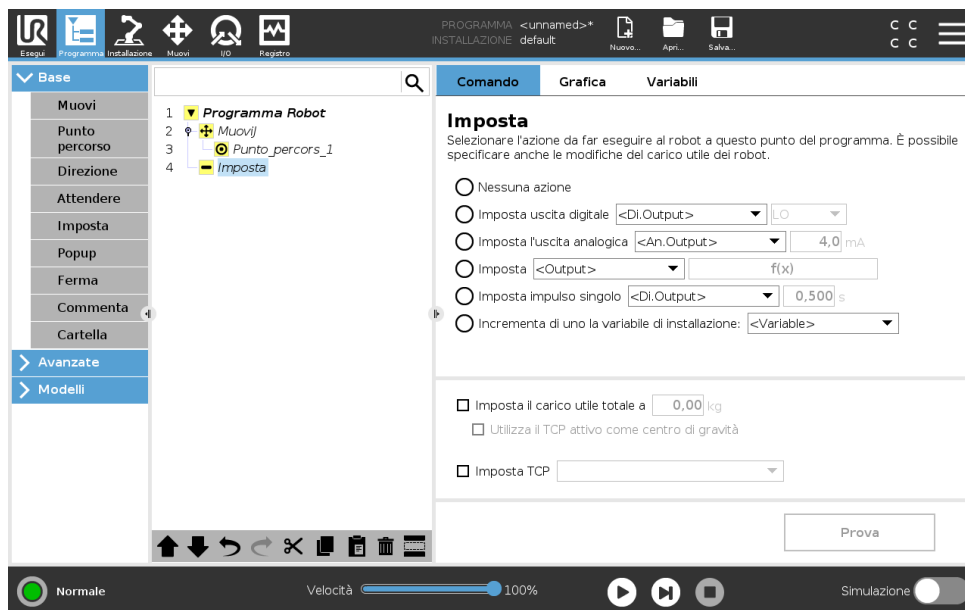 PROGRAMMA <unnamed>*
INSTALLAZIONE default
Esegui
Programma
Installazione
Muovi
I/O
Registro
Nuovo...
Apri...
Salva...
C C
C C
Base
Muovi
Punto
percorso
Direzione
Attendere
Imposta
Popup
Ferma
Commenta
Cartella
Avanzate
Modelli
1 Programma Robot
2 MuoviJ
3 Punto_percors_1
4 Imposta
Comando Grafica Variabili
Imposta
Selezionare l'azione da far eseguire al robot a questo punto del programma. È possibile
specificare anche le modifiche del carico utile dei robot.
Nessuna azione
Imposta uscita digitale <Di.Output> LO
Imposta l'uscita analogica <An.Output> 4,0 mA
Imposta <Output> f(x)
Imposta impulso singolo <Di.Output> 0,500 s
Incrementa di uno la variabile di installazione: <Variable>
Imposta il carico utile totale a 0,00 kg
Utilizza il TCP attivo come centro di gravità
Imposta TCP
Prova
Normale
Velocità 100%
Simulazione